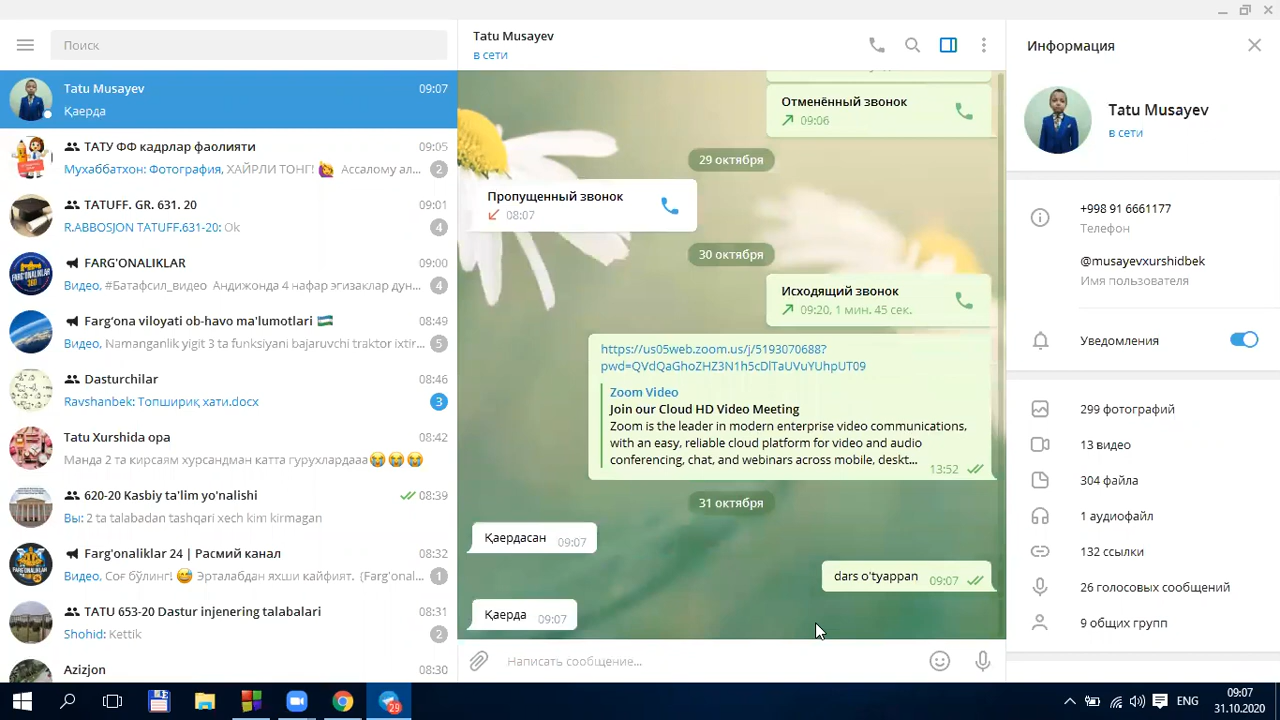 Поиск
Tatu Musayev
09:07
Қаерда
ТАТУ ФФ кадрлар фаолияти
09:05
Мухаббатхон: Фотография, ХАЙРЛИ ТОНГ! 🙋 Ассалому ал...
2
TATUFF. GR. 631. 20
09:01
R.ABBOSJON TATUFF.631-20: Ok
4
FARG'ONALIKLAR
09:00
Видео, #Батафсил_видео Андижонда 4 нафар эгизаклар дун...
4
Farg'ona viloyati ob-havo ma'lumotlari 🇺🇿
08:49
Видео, Namanganlik yigit 3 ta funksiyani bajaruvchi traktor ixtir...
5
Dasturchilar
08:46
Ravshanbek: Топшириқ хати.docx
3
Tatu Xurshida opa
08:42
Манда 2 та кирсаям хурсандман катта гурухлардааа😭😭😭
620-20 Kasbiy ta'lim yo'nalishi
08:39
Вы: 2 ta talabadan tashqari xech kim kirmagan
Farg'onaliklar 24 | Расмий канал
08:32
Видео, Соғ бўлинг! 😅 Эрталабдан яхши кайфият. {Farg'onal...
1
TATU 653-20 Dastur injenering talabalari
08:31
Shohid: Kettik
2
Azizjon
08:30
Tatu Musayev
в сети
Отменённый звонок
09:06
29 октября
Пропущенный звонок
08:07
30 октября
Исходящий звонок
09:20, 1 мин. 45 сек.
https://us05web.zoom.us/j/5193070688?
pwd=QVdQaGhoZHZ3N1h5cDlTaUVuYUhpUT09
Zoom Video
Join our Cloud HD Video Meeting
Zoom is the leader in modern enterprise video communications,
with an easy, reliable cloud platform for video and audio
conferencing, chat, and webinars across mobile, deskt...
13:52
31 октября
Қаердасан
09:07
dars o'tyappan
09:07
Қаерда
09:07
Написать сообщение...
Информация
Tatu Musayev
в сети
+998 91 6661177
Телефон
@musayevxurshidbek
Имя пользователя
Уведомления
299 фотографий
13 видео
304 файла
1 аудиофайл
132 ссылки
26 голосовых сообщений
9 общих групп
29
ENG
09:07
31.10.2020